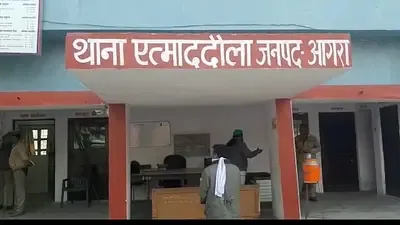 थाना एत्माददौला जनपद- आगरा